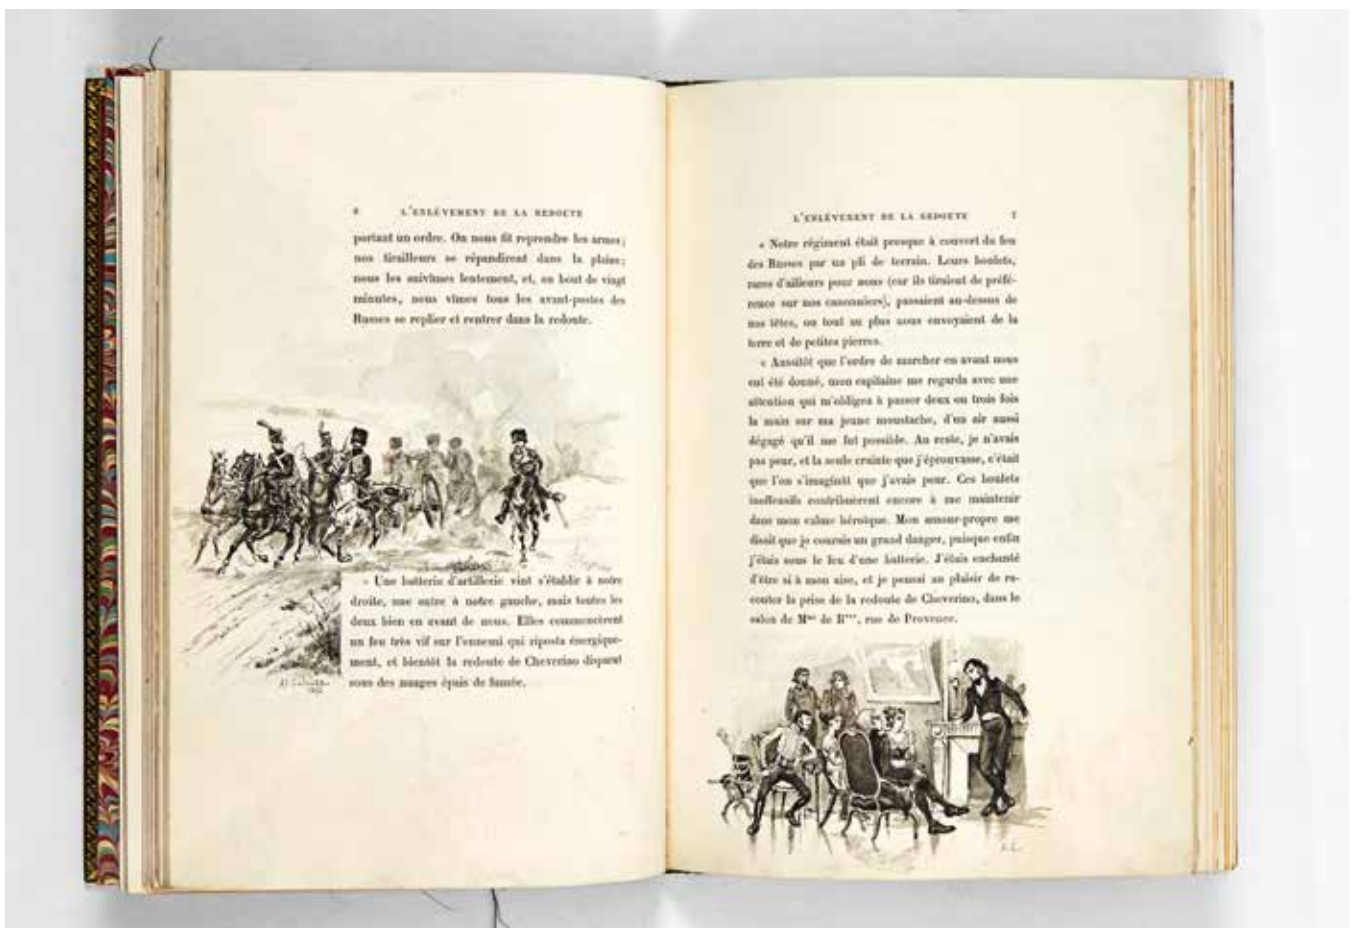 6 L'ENLÈVEMENT DE LA REDOUTE
portant un ordre. On nous fit reprendre les armes;
nos tirailleurs se répandirent dans la plaine;
nous les suivîmes lentement, et, au bout de vingt
minutes, nous vîmes tous les avant-postes des
Russes se replier et rentrer dans la redoute.
« Une batterie d'artillerie vint s'établir à notre
droite, une autre à notre gauche, mais toutes les
deux bien en avant de nous. Elles commencèrent
un feu très vif sur l'ennemi qui riposta énergique-
ment, et bientôt la redoute de Cheverino disparut
sous des nuages épais de fumée.
L'ENLÈVEMENT DE LA REDOUTE 7
« Notre régiment était presque à couvert du feu
des Russes par un pli de terrain. Leurs boulets,
rares d'ailleurs pour nous (car ils tiraient de préfé-
rence sur nos canonniers), passaient au-dessus de
nos têtes, ou tout au plus nous envoyaient de la
terre et de petites pierres.
« Aussitôt que l'ordre de marcher en avant nous
eut été donné, mon capitaine me regarda avec une
attention qui m'obligea à passer deux ou trois fois
la main sur ma jeune moustache, d'un air aussi
dégagé qu'il me fut possible. Au reste, je n'avais
pas peur, et la seule crainte que j'éprouvasse, c'était
que l'on s'imaginât que j'avais peur. Ces boulets
inoffensifs contribuèrent encore à me maintenir
dans mon calme héroïque. Mon amour-propre me
disait que je courais un grand danger, puisque enfin
j'étais sous le feu d'une batterie. J'étais enchanté
d'être si à mon aise, et je pensai au plaisir de ra-
conter la prise de la redoute de Cheverino, dans le
salon de Mme de B***, rue de Provence.